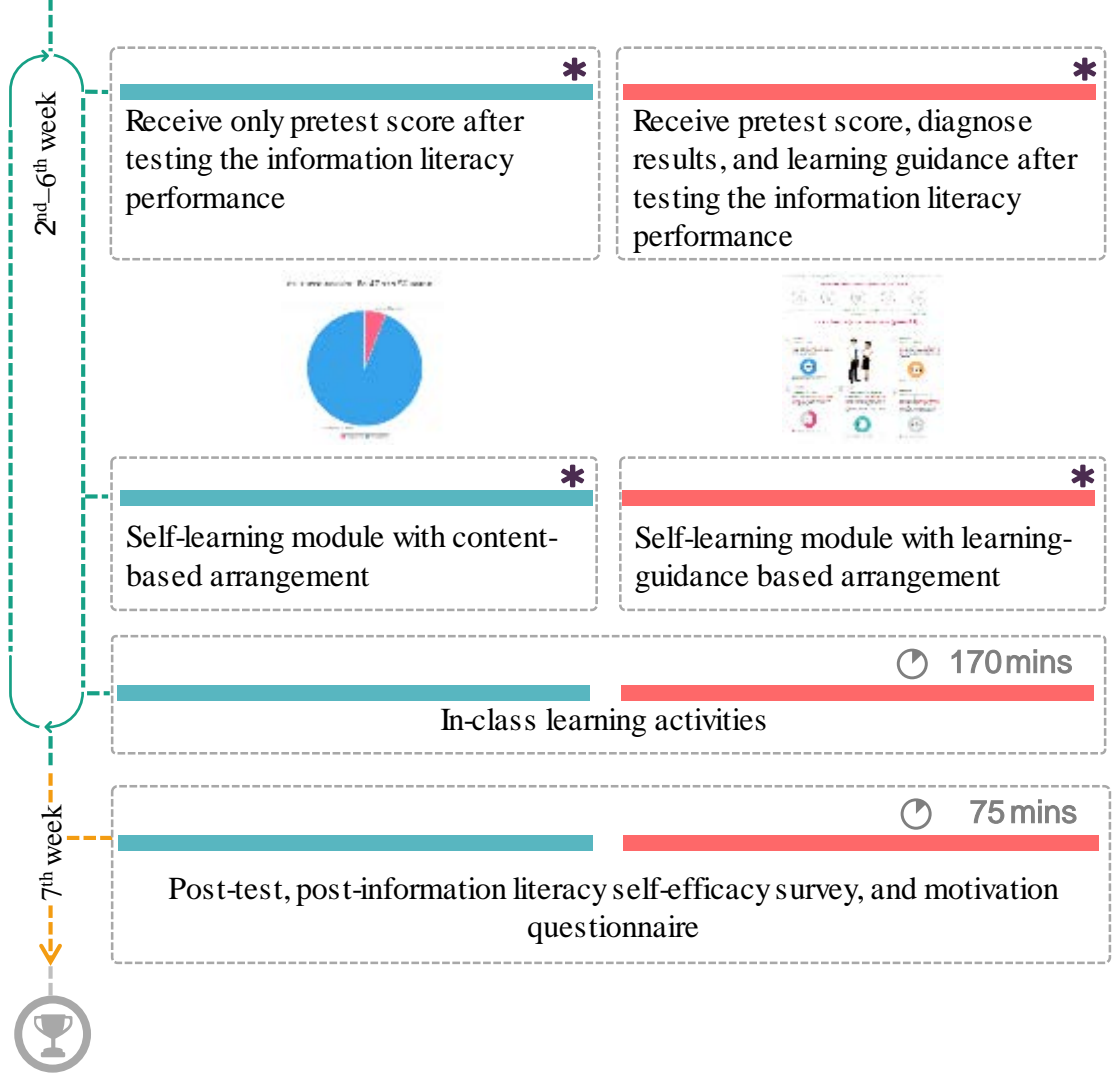 2nd–6th week
*
Receive only pretest score after
testing the information literacy
performance
*
Receive pretest score, diagnose
results, and learning guidance after
testing the information literacy
performance
*
Self-learning module with content-
based arrangement
*
Self-learning module with learning-
guidance based arrangement
170 mins
In-class learning activities
7th week
75 mins
Post-test, post-information literacy self-efficacy survey, and motivation
questionnaire